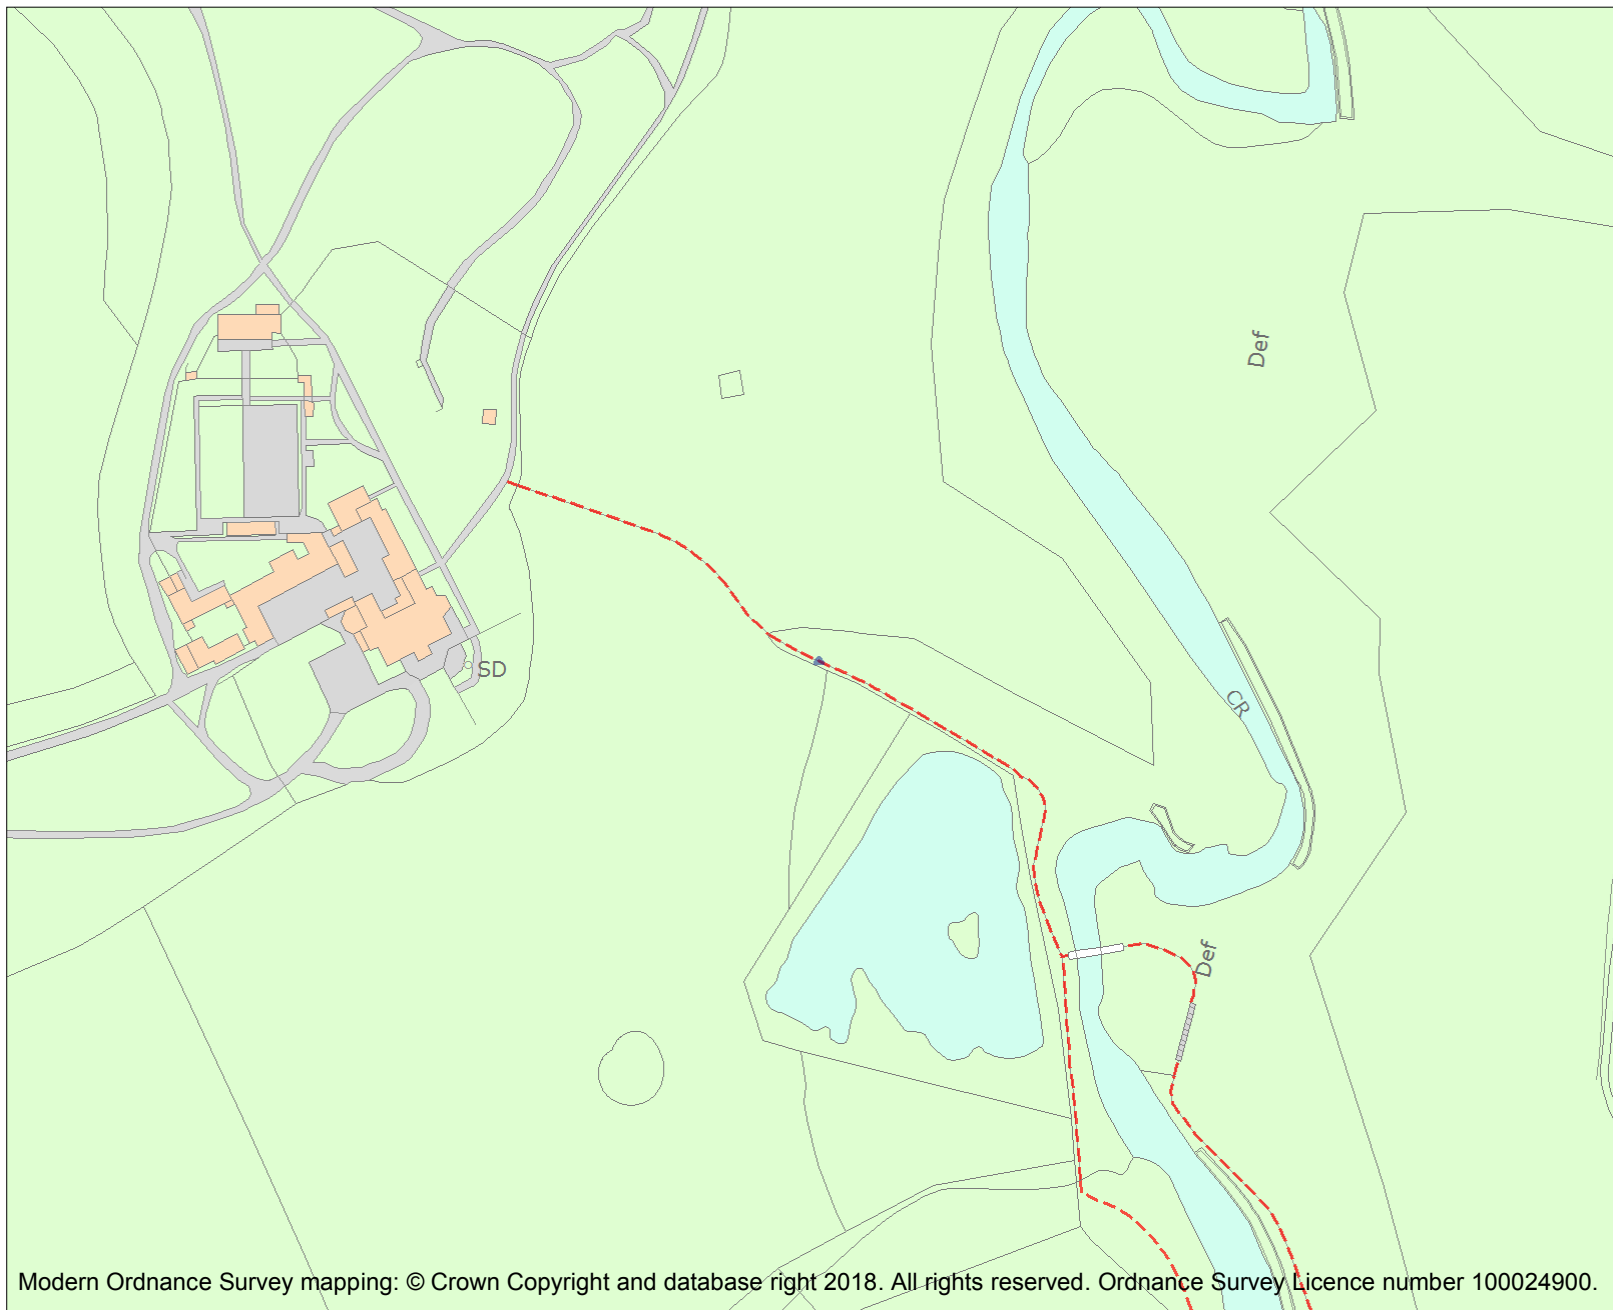 Def
SD
CR
Def
Modern Ordnance Survey mapping: © Crown Copyright and database right 2018. All rights reserved. Ordnance Survey Licence number 100024900.